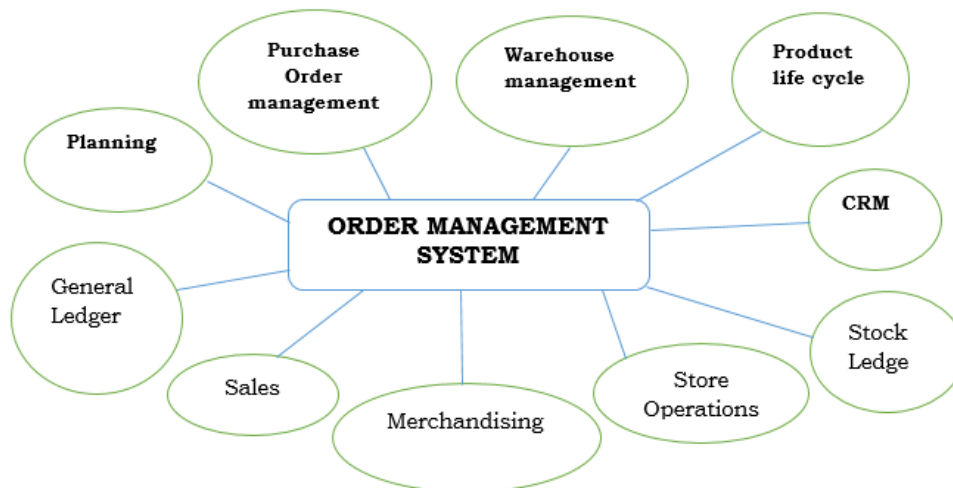 Purchase
Order
management
Warehouse
management
Product
life cycle
Planning
CRM
ORDER MANAGEMENT
SYSTEM
General
Ledger
Stock
Ledge
Sales
Store
Operations
Merchandising